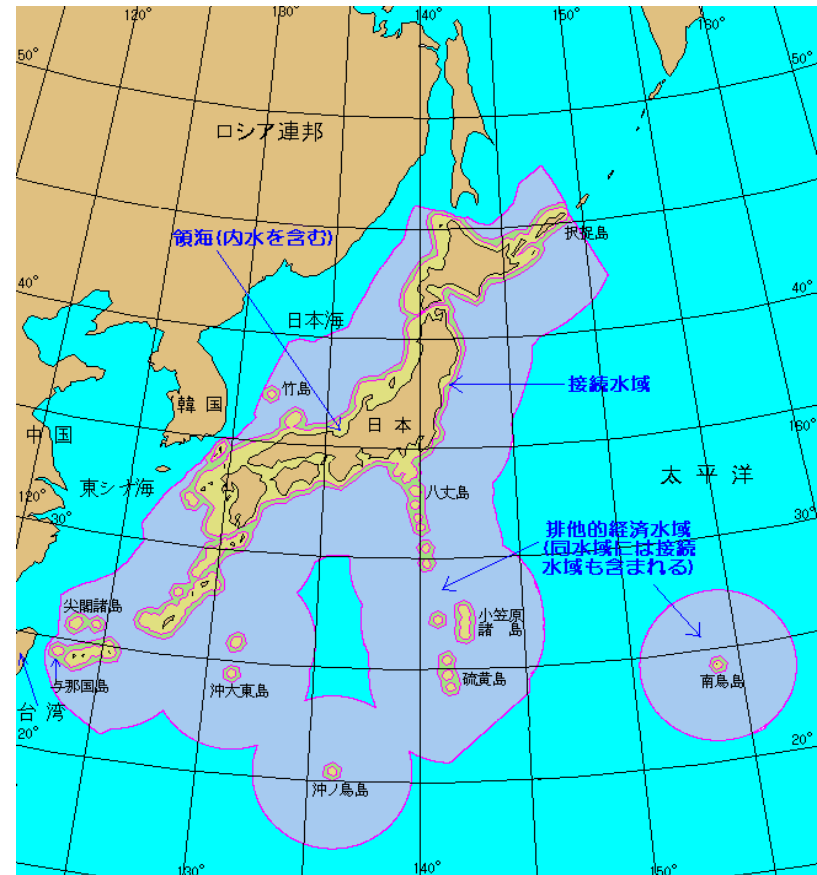 120°
130°
140°
150°
160°
50°
50°
ロシア連邦
択捉島
領海(内水を含む)
40°
40°
日本海
竹島
接続水域
韓国
日本
中国
160°
太平洋
東シナ海
八丈島
120°
30°
30°
排他的経済水域
(同水域には接続
水域も含まれる)
尖閣諸島
小笠原
諸島
硫黄島
南鳥島
与那国島
沖大東島
台湾
20°
20°
沖ノ鳥島
130°
140°
150°